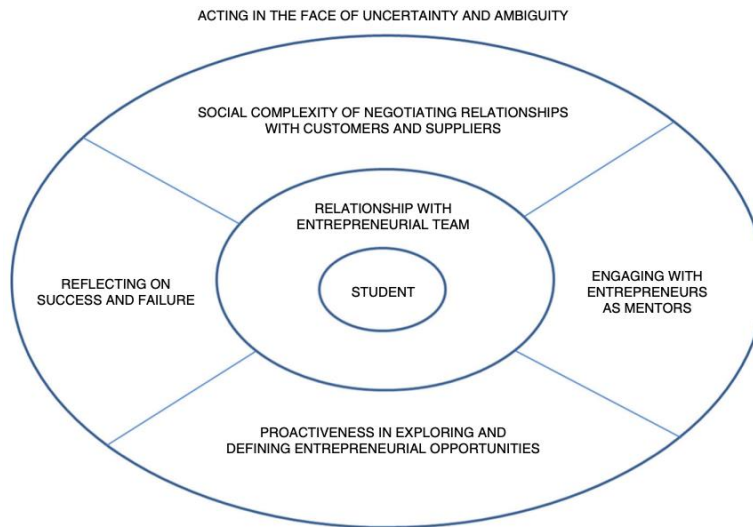 ACTING IN THE FACE OF UNCERTAINTY AND AMBIGUITY
SOCIAL COMPLEXITY OF NEGOTIATING RELATIONSHIPS
WITH CUSTOMERS AND SUPPLIERS
RELATIONSHIP WITH
ENTREPRENEURIAL TEAM
REFLECTING ON
SUCCESS AND FAILURE
STUDENT
ENGAGING WITH
ENTREPRENEURS
AS MENTORS
PROACTIVENESS IN EXPLORING AND
DEFINING ENTREPRENEURIAL OPPORTUNITIES